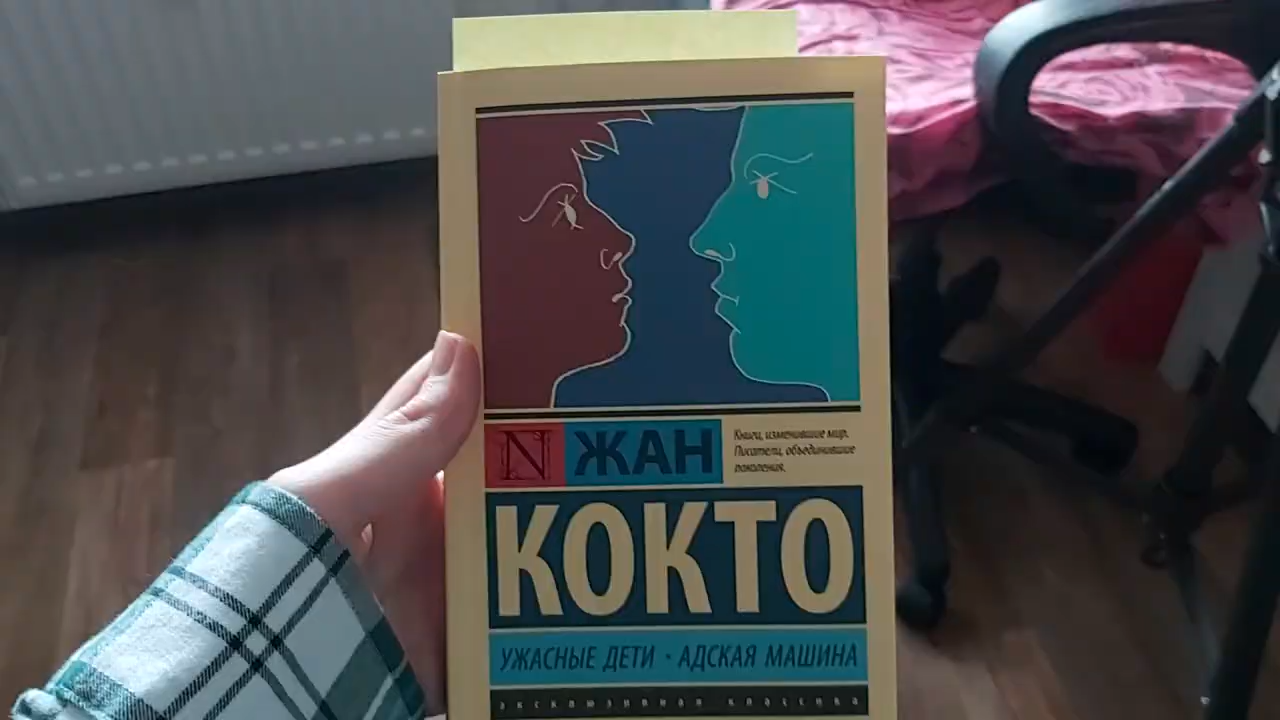 N ЖАН
Книги, изменившие мир.
Писатели, объединившие
поколения.
КОКТО
УЖАСНЫЕ ДЕТИ · АДСКАЯ МАШИНА
эксклюзивная классика